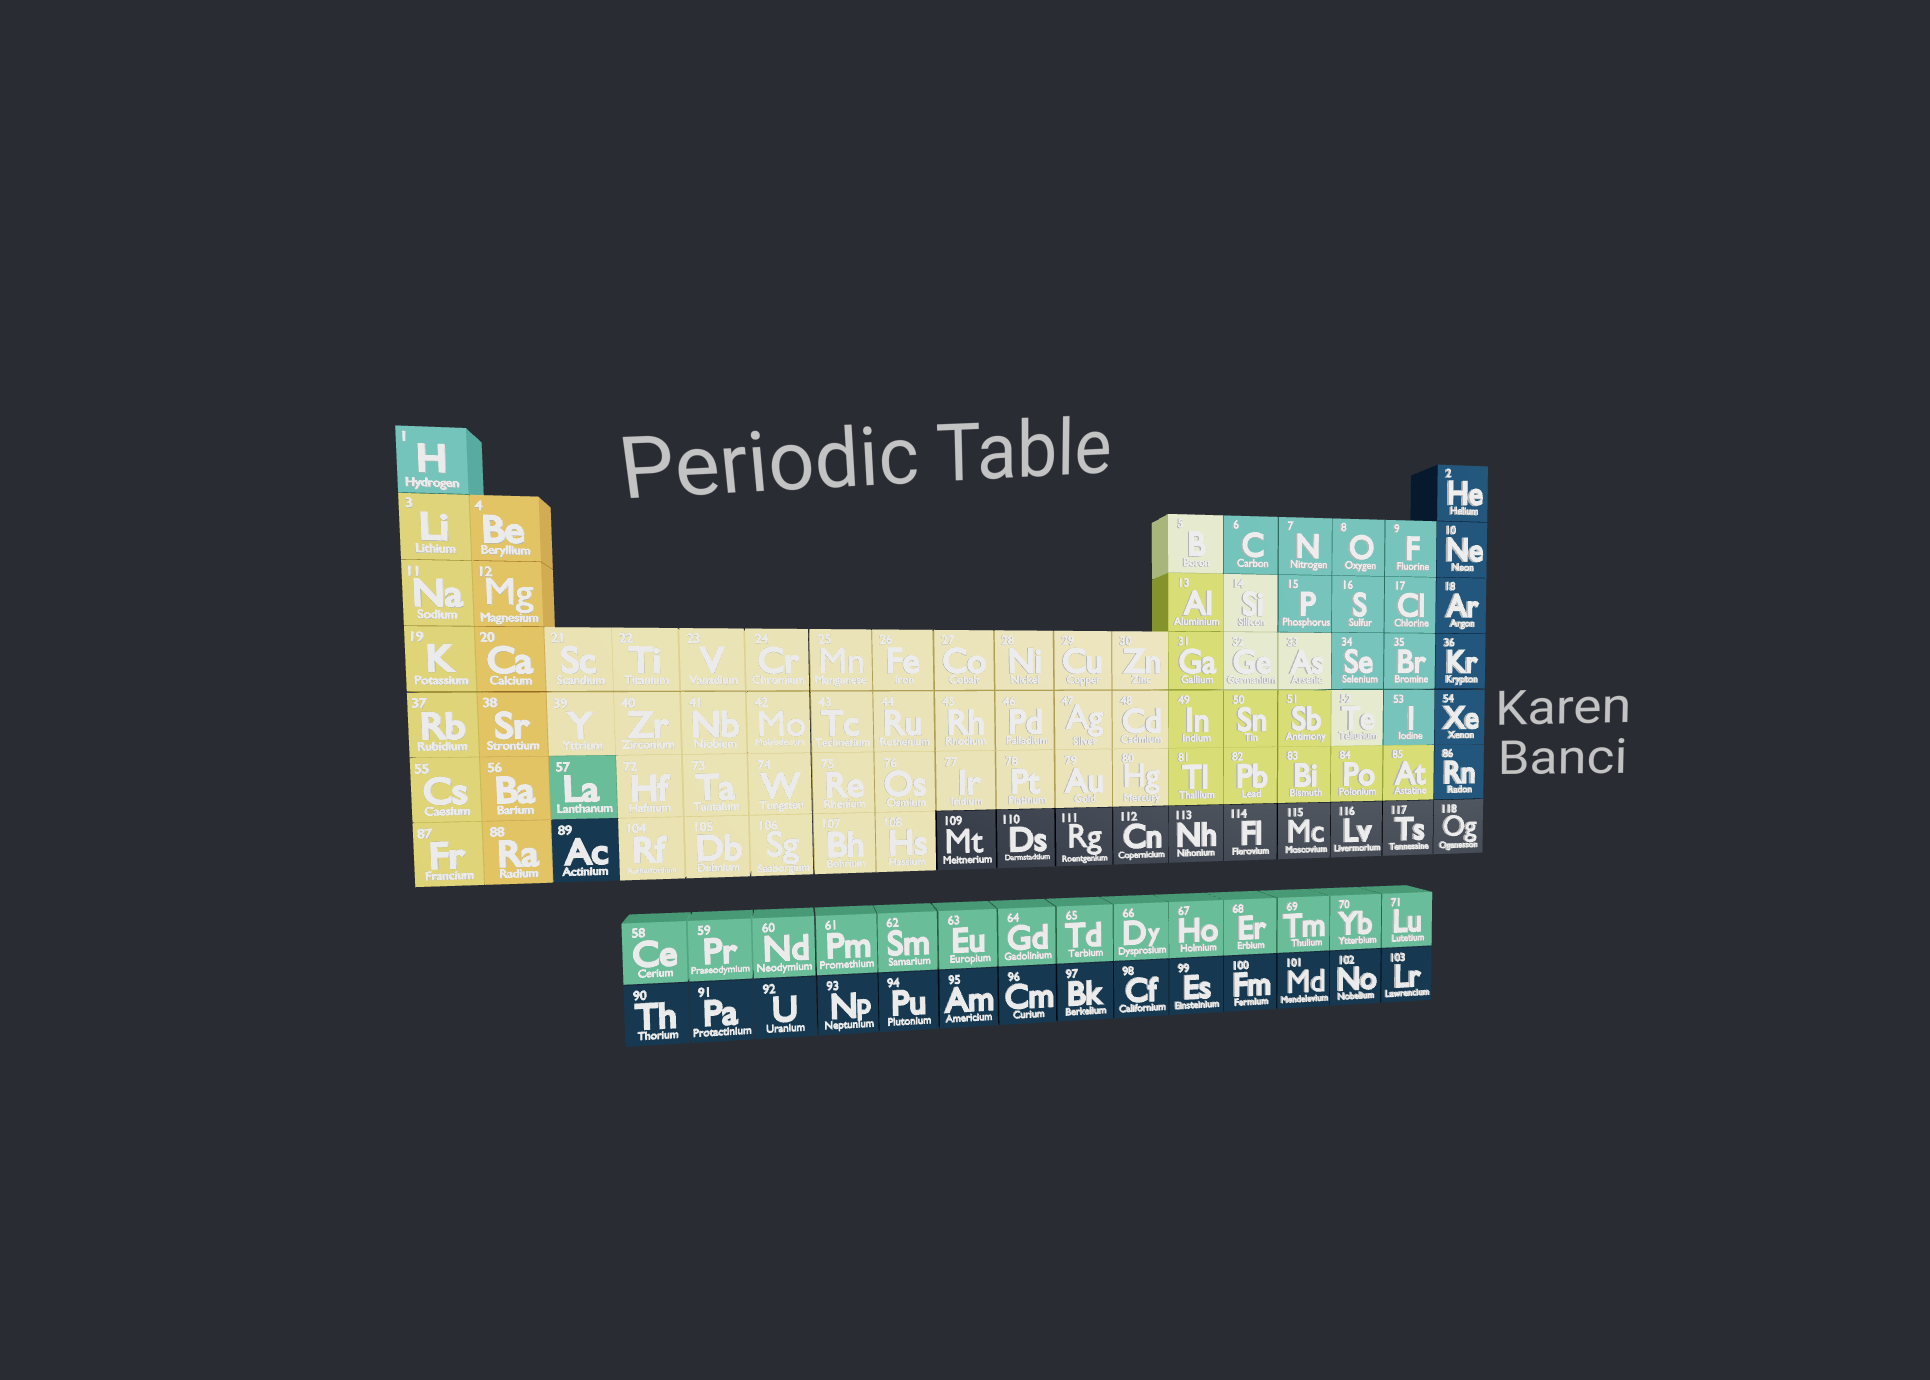 Periodic Table
Karen
Banci
1 H Hydrogen
2 He Helium
3 Li Lithium
4 Be Beryllium
5 B Boron
6 C Carbon
7 N Nitrogen
8 O Oxygen
9 F Fluorine
10 Ne Neon
11 Na Sodium
12 Mg Magnesium
13 Al Aluminium
14 Si Silicon
15 P Phosphorus
16 S Sulfur
17 Cl Chlorine
18 Ar Argon
19 K Potassium
20 Ca Calcium
21 Sc Scandium
22 Ti Titanium
23 V Vanadium
24 Cr Chromium
25 Mn Manganese
26 Fe Iron
27 Co Cobalt
28 Ni Nickel
29 Cu Copper
30 Zn Zinc
31 Ga Gallium
32 Ge Germanium
33 As Arsenic
34 Se Selenium
35 Br Bromine
36 Kr Krypton
37 Rb Rubidium
38 Sr Strontium
39 Y Yttrium
40 Zr Zirconium
41 Nb Niobium
42 Mo
43 Tc Technetium
44 Ru Ruthenium
45 Rh Rhodium
46 Pd Palladium
47 Ag Silver
48 Cd Cadmium
49 In Indium
50 Sn Tin
51 Sb Antimony
52 Te Tellurium
53 I Iodine
54 Xe Xenon
55 Cs Caesium
56 Ba Barium
57 La Lanthanum
72 Hf Hafnium
73 Ta Tantalum
74 W Tungsten
75 Re Rhenium
76 Os Osmium
77 Ir Iridium
78 Pt Platinum
79 Au Gold
80 Hg Mercury
81 Tl Thallium
82 Pb Lead
83 Bi Bismuth
84 Po Polonium
85 At Astatine
86 Rn Radon
87 Fr Francium
88 Ra Radium
89 Ac Actinium
104 Rf
105 Db Dubnium
106 Sg Seaborgium
107 Bh Bohrium
108 Hs Hassium
109 Mt Meitnerium
110 Ds Darmstadtium
111 Rg Roentgenium
112 Cn Copernicium
113 Nh Nihonium
114 Fl Flerovium
115 Mc Moscovium
116 Lv Livermorium
117 Ts Tennessine
118 Og Oganesson
58 Ce Cerium
59 Pr Praseodymium
60 Nd Neodymium
61 Pm Promethium
62 Sm Samarium
63 Eu Europium
64 Gd Gadolinium
65 Td Terbium
66 Dy Dysprosium
67 Ho Holmium
68 Er Erbium
69 Tm Thulium
70 Yb Ytterbium
71 Lu Lutetium
90 Th Thorium
91 Pa Protactinium
92 U Uranium
93 Np Neptunium
94 Pu Plutonium
95 Am Americium
96 Cm Curium
97 Bk Berkelium
98 Cf Californium
99 Es Einsteinium
100 Fm Fermium
101 Md Mendelevium
102 No Nobelium
103 Lr Lawrencium